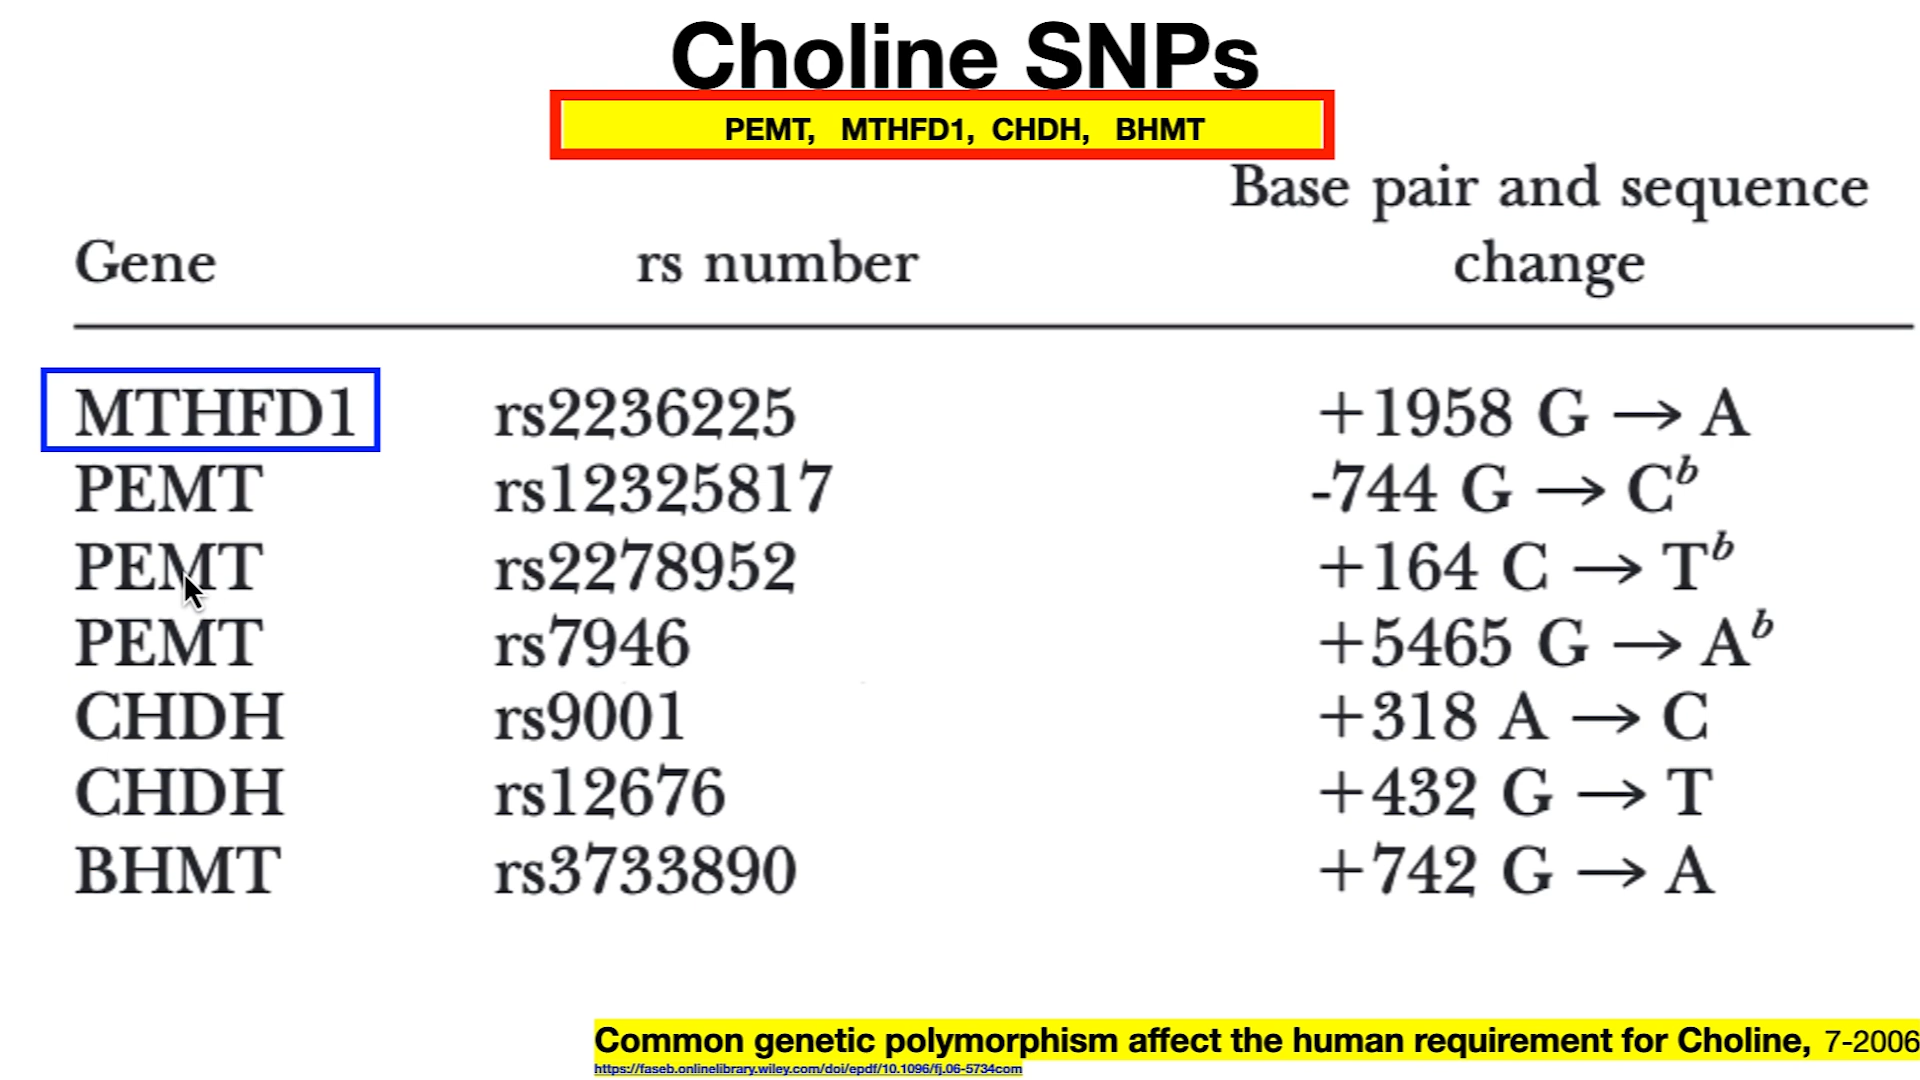 Choline SNPs
PEMT, MTHFD1, CHDH, BHMT
Base pair and sequence
Gene rs number change
MTHFD1 rs2236225 +1958 G → A
PEMT rs12325817 -744 G → Cᵇ
PEMT rs2278952 +164 C → Tᵇ
PEMT rs7946 +5465 G → Aᵇ
CHDH rs9001 +318 A → C
CHDH rs12676 +432 G → T
BHMT rs3733890 +742 G → A
Common genetic polymorphism affect the human requirement for Choline, 7-2006
https://faseb.onlinelibrary.wiley.com/doi/epdf/10.1096/fj.06-5734com